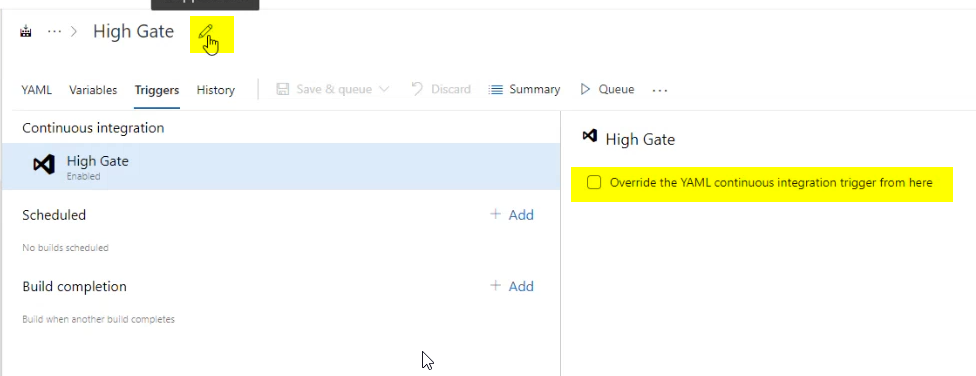 ··· > High Gate
YAML Variables Triggers History Save & queue Discard Summary Queue ···
Continuous integration
High Gate
Enabled
High Gate
Override the YAML continuous integration trigger from here
Scheduled + Add
No builds scheduled
Build completion + Add
Build when another build completes